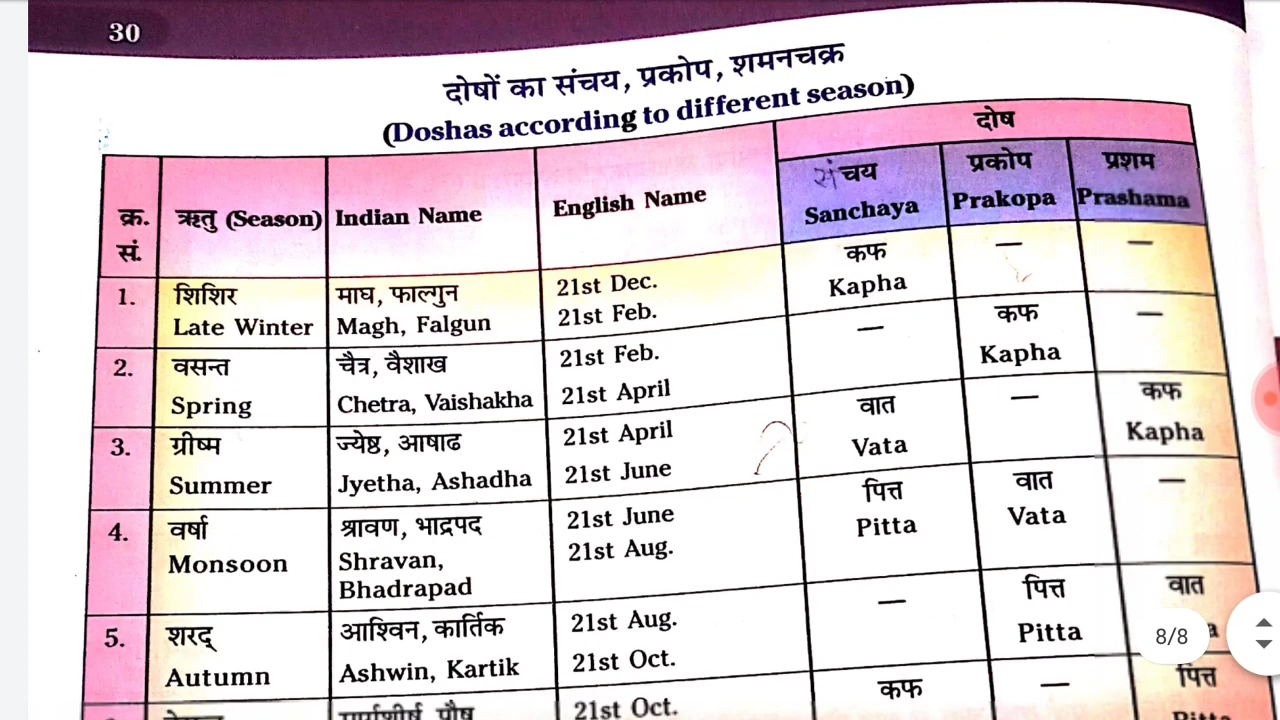 30
दोषों का संचय, प्रकोप, शमनचक्र
(Doshas according to different season)
क्र. सं.
ऋतु (Season)
Indian Name
English Name
दोष
संचय
Sanchaya
प्रकोप
Prakopa
प्रशम
Prashama
1.
शिशिर
Late Winter
माघ, फाल्गुन
Magh, Falgun
21st Dec.
21st Feb.
कफ
Kapha
—
—
2.
वसन्त
Spring
चैत्र, वैशाख
Chetra, Vaishakha
21st Feb.
21st April
—
कफ
Kapha
—
3.
ग्रीष्म
Summer
ज्येष्ठ, आषाढ
Jyetha, Ashadha
21st April
21st June
वात
Vata
—
कफ
Kapha
4.
वर्षा
Monsoon
श्रावण, भाद्रपद
Shravan,
Bhadrapad
21st June
21st Aug.
पित्त
Pitta
वात
Vata
—
5.
शरद्
Autumn
आश्विन, कार्तिक
Ashwin, Kartik
21st Aug.
21st Oct.
—
पित्त
Pitta
वात
8/8
21st Oct.
कफ
—
पित्त